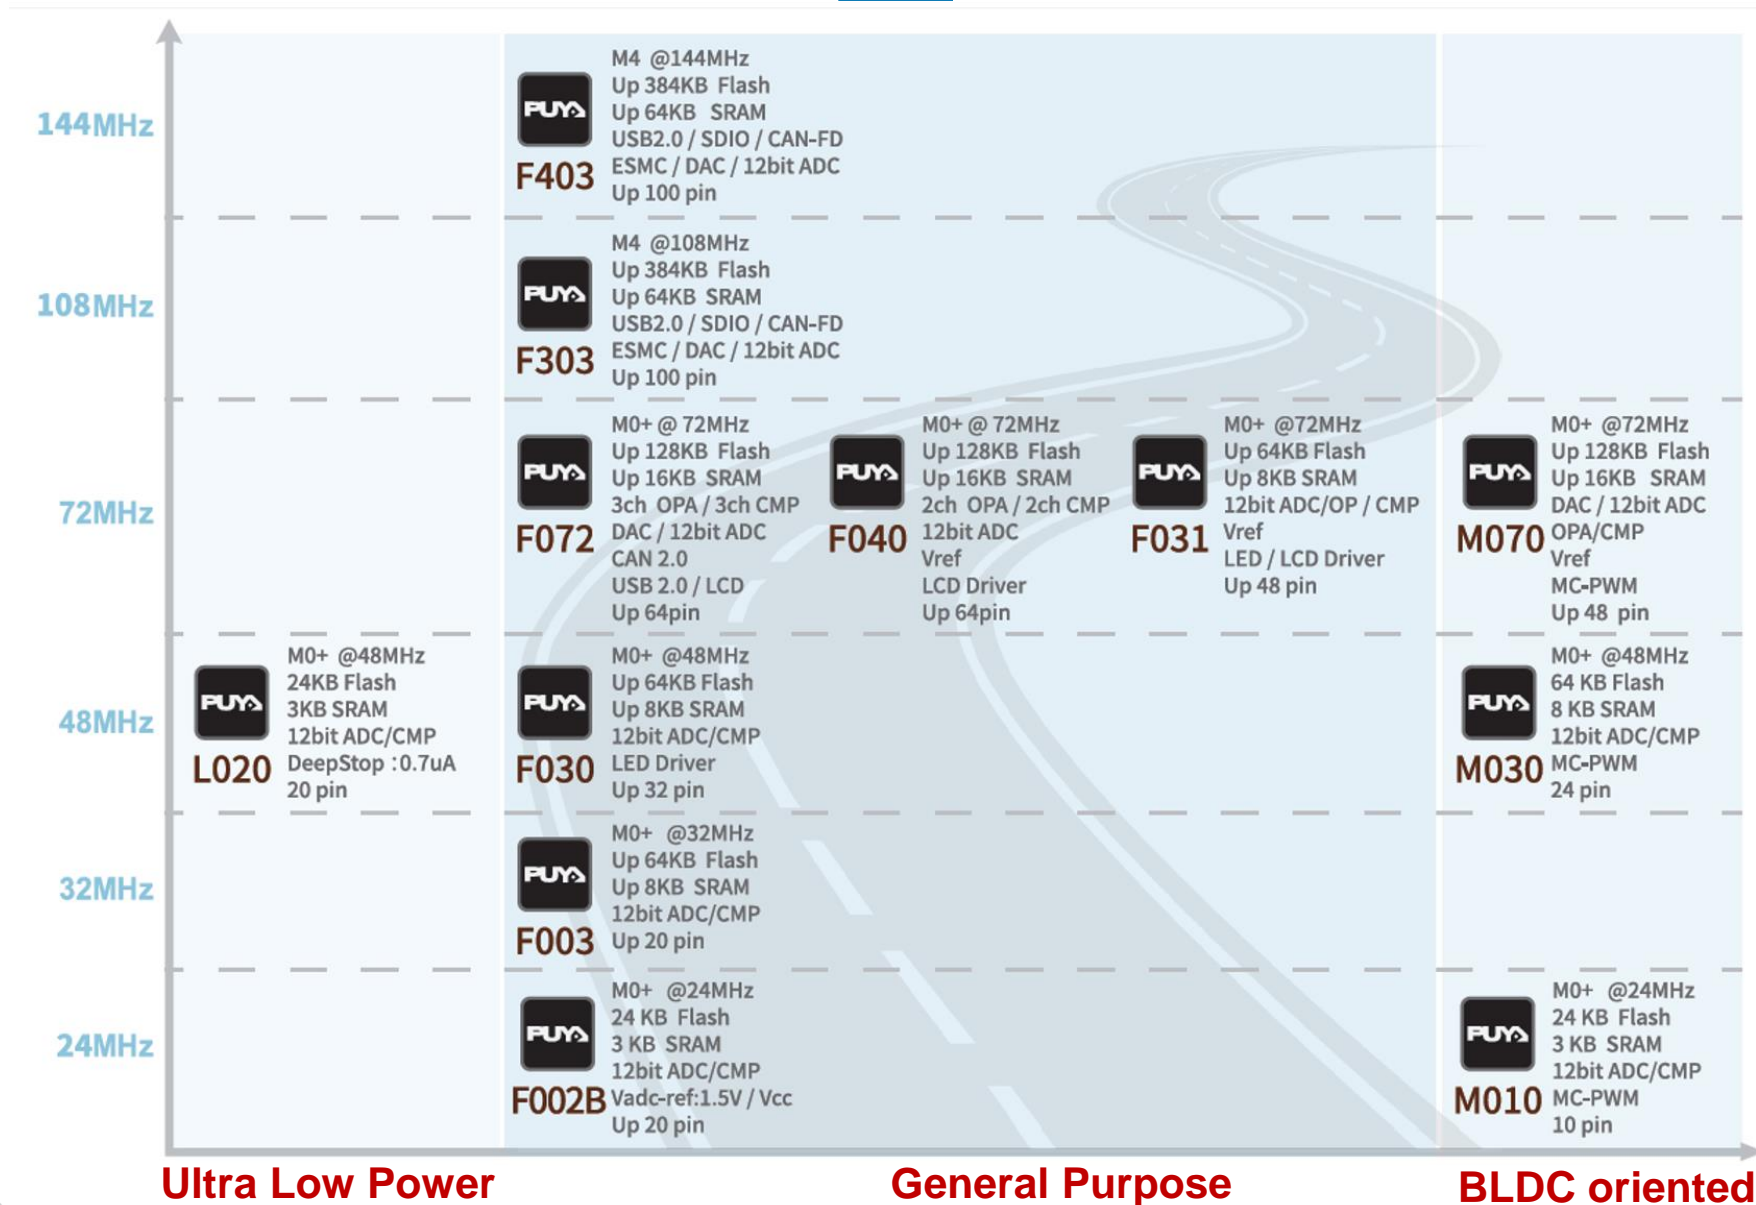 144MHz
PUYA
F403
M4 @144MHz
Up 384KB Flash
Up 64KB SRAM
USB2.0 / SDIO / CAN-FD
ESMC / DAC / 12bit ADC
Up 100 pin
108MHz
PUYA
F303
M4 @108MHz
Up 384KB Flash
Up 64KB SRAM
USB2.0 / SDIO / CAN-FD
ESMC / DAC / 12bit ADC
Up 100 pin
72MHz
PUYA
F072
M0+ @ 72MHz
Up 128KB Flash
Up 16KB SRAM
3ch OPA / 3ch CMP
DAC / 12bit ADC
CAN 2.0
USB 2.0 / LCD
Up 64pin
PUYA
F040
M0+ @ 72MHz
Up 128KB Flash
Up 16KB SRAM
2ch OPA / 2ch CMP
12bit ADC
Vref
LCD Driver
Up 64pin
PUYA
F031
M0+ @72MHz
Up 64KB Flash
Up 8KB SRAM
12bit ADC/OP / CMP
Vref
LED / LCD Driver
Up 48 pin
PUYA
M070
M0+ @72MHz
Up 128KB Flash
Up 16KB SRAM
DAC / 12bit ADC
OPA/CMP
Vref
MC-PWM
Up 48 pin
48MHz
PUYA
L020
M0+ @48MHz
24KB Flash
3KB SRAM
12bit ADC/CMP
DeepStop :0.7uA
20 pin
PUYA
F030
M0+ @48MHz
Up 64KB Flash
Up 8KB SRAM
12bit ADC/CMP
LED Driver
Up 32 pin
PUYA
M030
M0+ @48MHz
64 KB Flash
8 KB SRAM
12bit ADC/CMP
MC-PWM
24 pin
32MHz
PUYA
F003
M0+ @32MHz
Up 64KB Flash
Up 8KB SRAM
12bit ADC/CMP
Up 20 pin
24MHz
PUYA
F002B
M0+ @24MHz
24 KB Flash
3 KB SRAM
12bit ADC/CMP
Vadc-ref:1.5V / Vcc
Up 20 pin
PUYA
M010
M0+ @24MHz
24 KB Flash
3 KB SRAM
12bit ADC/CMP
MC-PWM
10 pin
Ultra Low Power
General Purpose
BLDC oriented